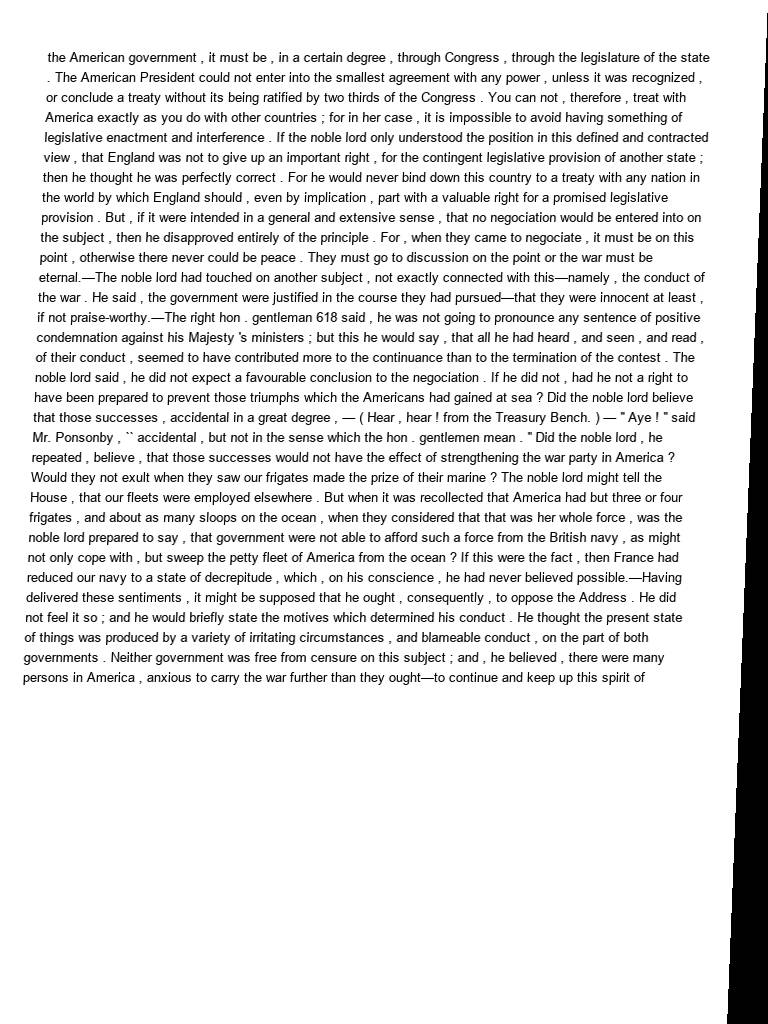 the American government , it must be , in a certain degree , through Congress , through the legislature of the state
. The American President could not enter into the smallest agreement with any power , unless it was recognized ,
or conclude a treaty without its being ratified by two thirds of the Congress . You can not , therefore , treat with
America exactly as you do with other countries ; for in her case , it is impossible to avoid having something of
legislative enactment and interference . If the noble lord only understood the position in this defined and contracted
view , that England was not to give up an important right , for the contingent legislative provision of another state ;
then he thought he was perfectly correct . For he would never bind down this country to a treaty with any nation in
the world by which England should , even by implication , part with a valuable right for a promised legislative
provision . But , if it were intended in a general and extensive sense , that no negociation would be entered into on
the subject , then he disapproved entirely of the principle . For , when they came to negociate , it must be on this
point , otherwise there never could be peace . They must go to discussion on the point or the war must be
eternal.—The noble lord had touched on another subject , not exactly connected with this—namely , the conduct of
the war . He said , the government were justified in the course they had pursued—that they were innocent at least ,
if not praise-worthy.—The right hon . gentleman 618 said , he was not going to pronounce any sentence of positive
condemnation against his Majesty 's ministers ; but this he would say , that all he had heard , and seen , and read ,
of their conduct , seemed to have contributed more to the continuance than to the termination of the contest . The
noble lord said , he did not expect a favourable conclusion to the negociation . If he did not , had he not a right to
have been prepared to prevent those triumphs which the Americans had gained at sea ? Did the noble lord believe
that those successes , accidental in a great degree , — ( Hear , hear ! from the Treasury Bench. ) — " Aye ! " said
Mr. Ponsonby , `` accidental , but not in the sense which the hon . gentlemen mean . " Did the noble lord , he
repeated , believe , that those successes would not have the effect of strengthening the war party in America ?
Would they not exult when they saw our frigates made the prize of their marine ? The noble lord might tell the
House , that our fleets were employed elsewhere . But when it was recollected that America had but three or four
frigates , and about as many sloops on the ocean , when they considered that that was her whole force , was the
noble lord prepared to say , that government were not able to afford such a force from the British navy , as might
not only cope with , but sweep the petty fleet of America from the ocean ? If this were the fact , then France had
reduced our navy to a state of decrepitude , which , on his conscience , he had never believed possible.—Having
delivered these sentiments , it might be supposed that he ought , consequently , to oppose the Address . He did
not feel it so ; and he would briefly state the motives which determined his conduct . He thought the present state
of things was produced by a variety of irritating circumstances , and blameable conduct , on the part of both
governments . Neither government was free from censure on this subject ; and , he believed , there were many
persons in America , anxious to carry the war further than they ought—to continue and keep up this spirit of